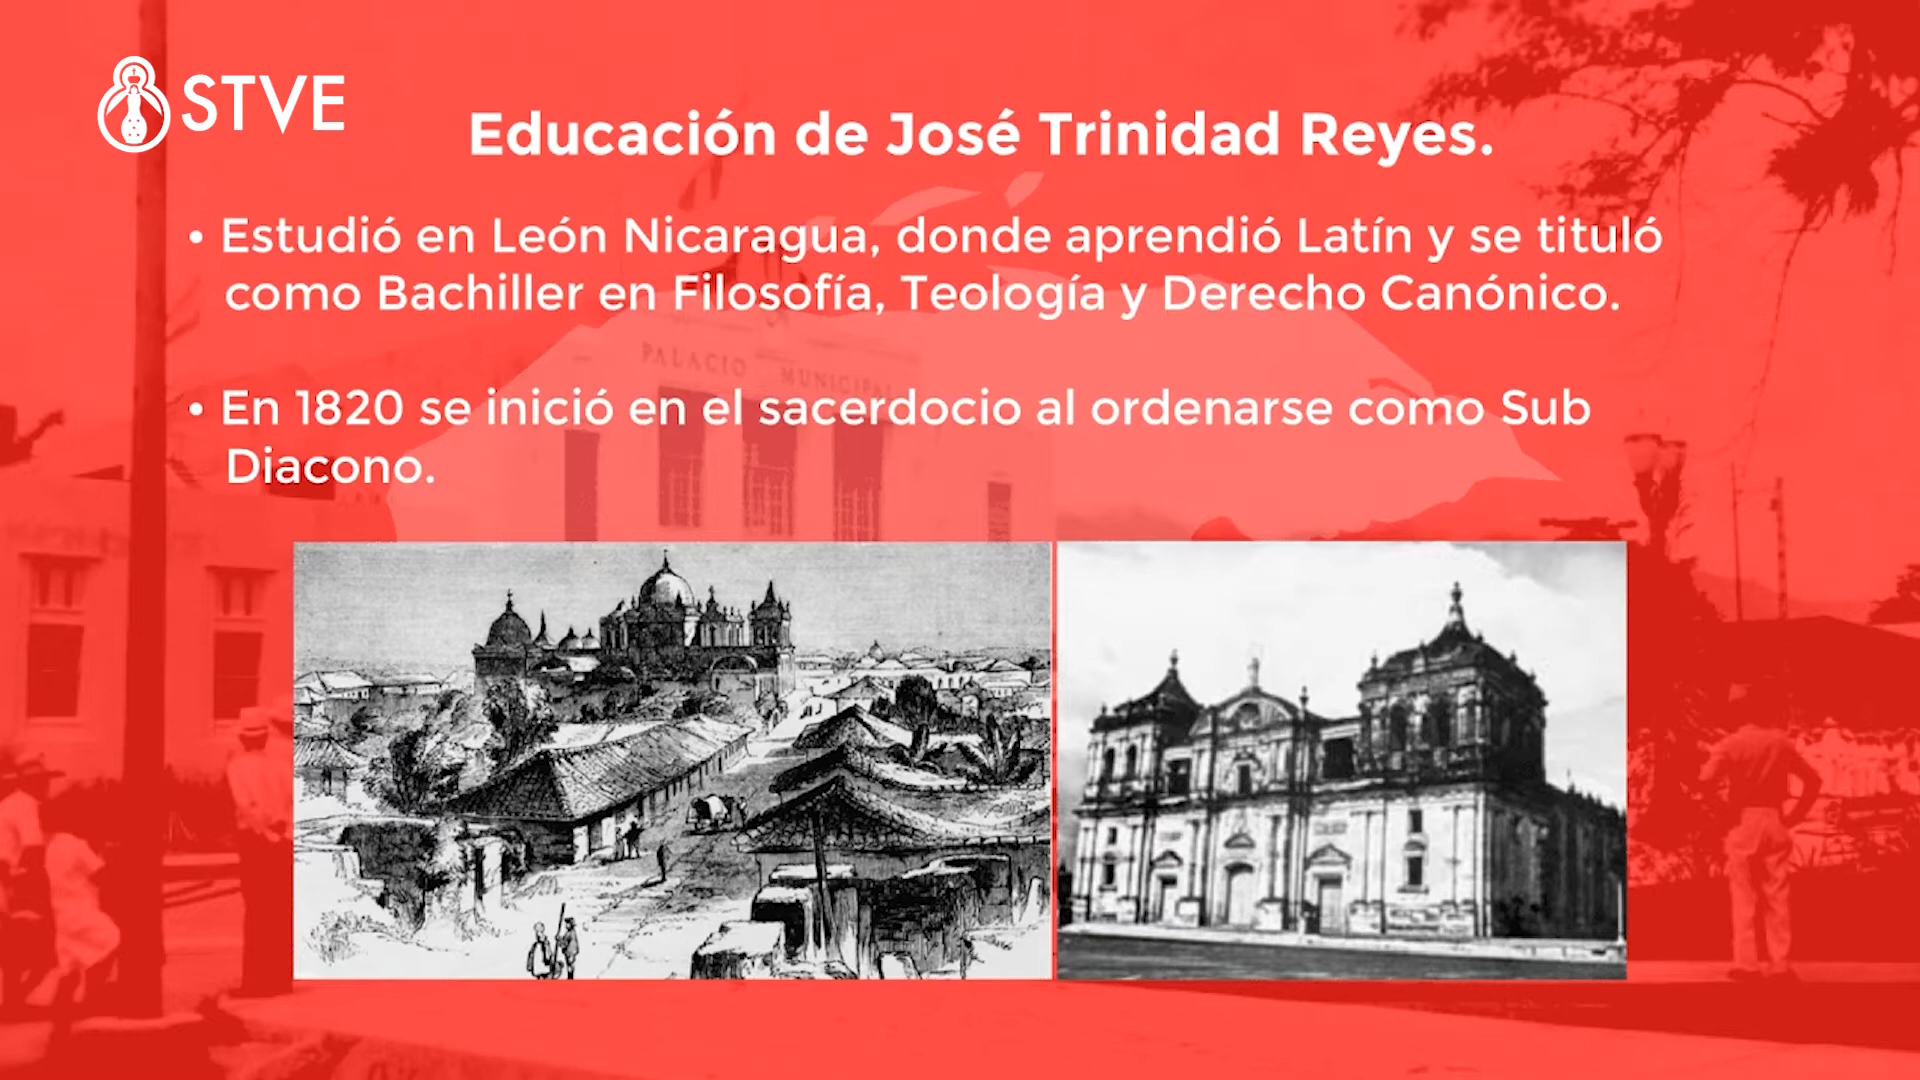 STVE
Educación de José Trinidad Reyes.
• Estudió en León Nicaragua, donde aprendió Latín y se tituló
como Bachiller en Filosofía, Teología y Derecho Canónico.
PALACIO MUNICIPAL
• En 1820 se inició en el sacerdocio al ordenarse como Sub
Diacono.